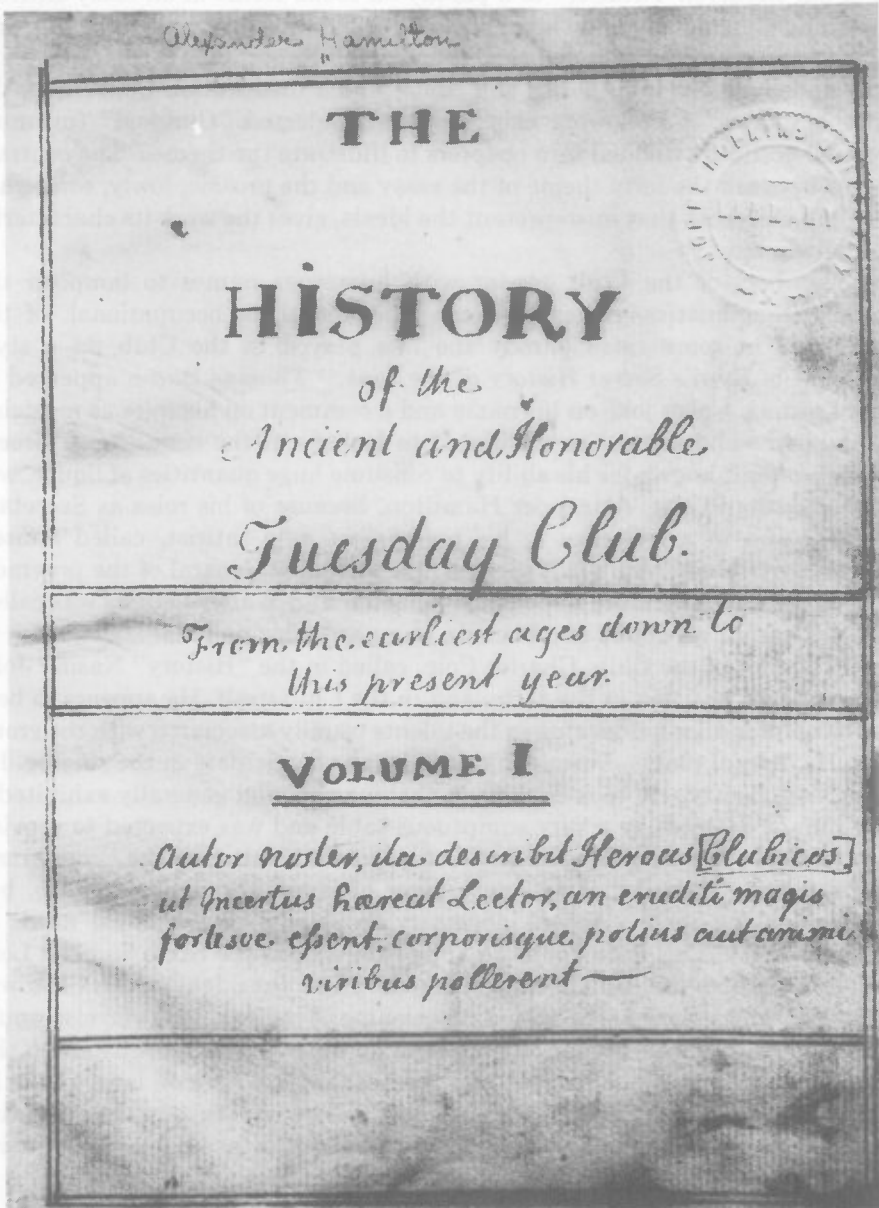 Alexander Hamilton
THE
HISTORY
of the
Ancient and Honorable
Tuesday Club.
From the earliest ages down to
this present year.
VOLUME I
Autor noster, ita describit Heroas [Clubicos]
ut Incertus hæreat Lector, an eruditi magis
fortesve eſsent, corporisque potius aut animi
viribus pollerent —